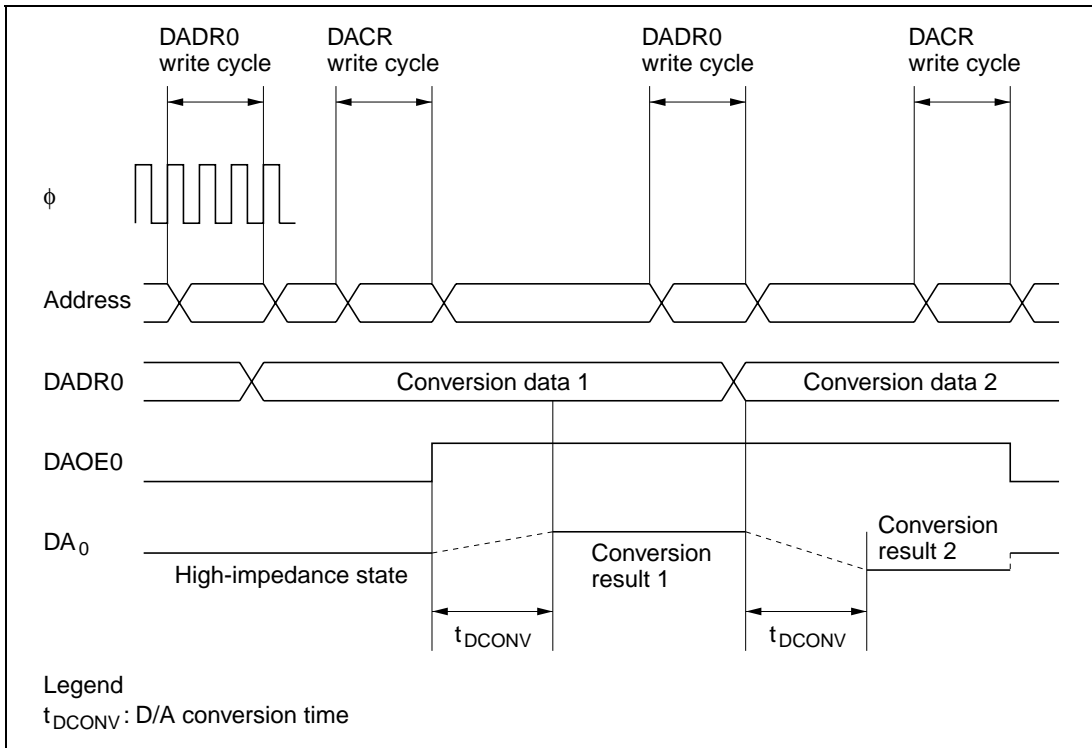 DADR0
write cycle
DACR
write cycle
DADR0
write cycle
DACR
write cycle
ϕ
Address
DADR0
Conversion data 1
Conversion data 2
DAOE0
DA0
High-impedance state
Conversion
result 1
Conversion
result 2
tDCONV
tDCONV
Legend
tDCONV: D/A conversion time